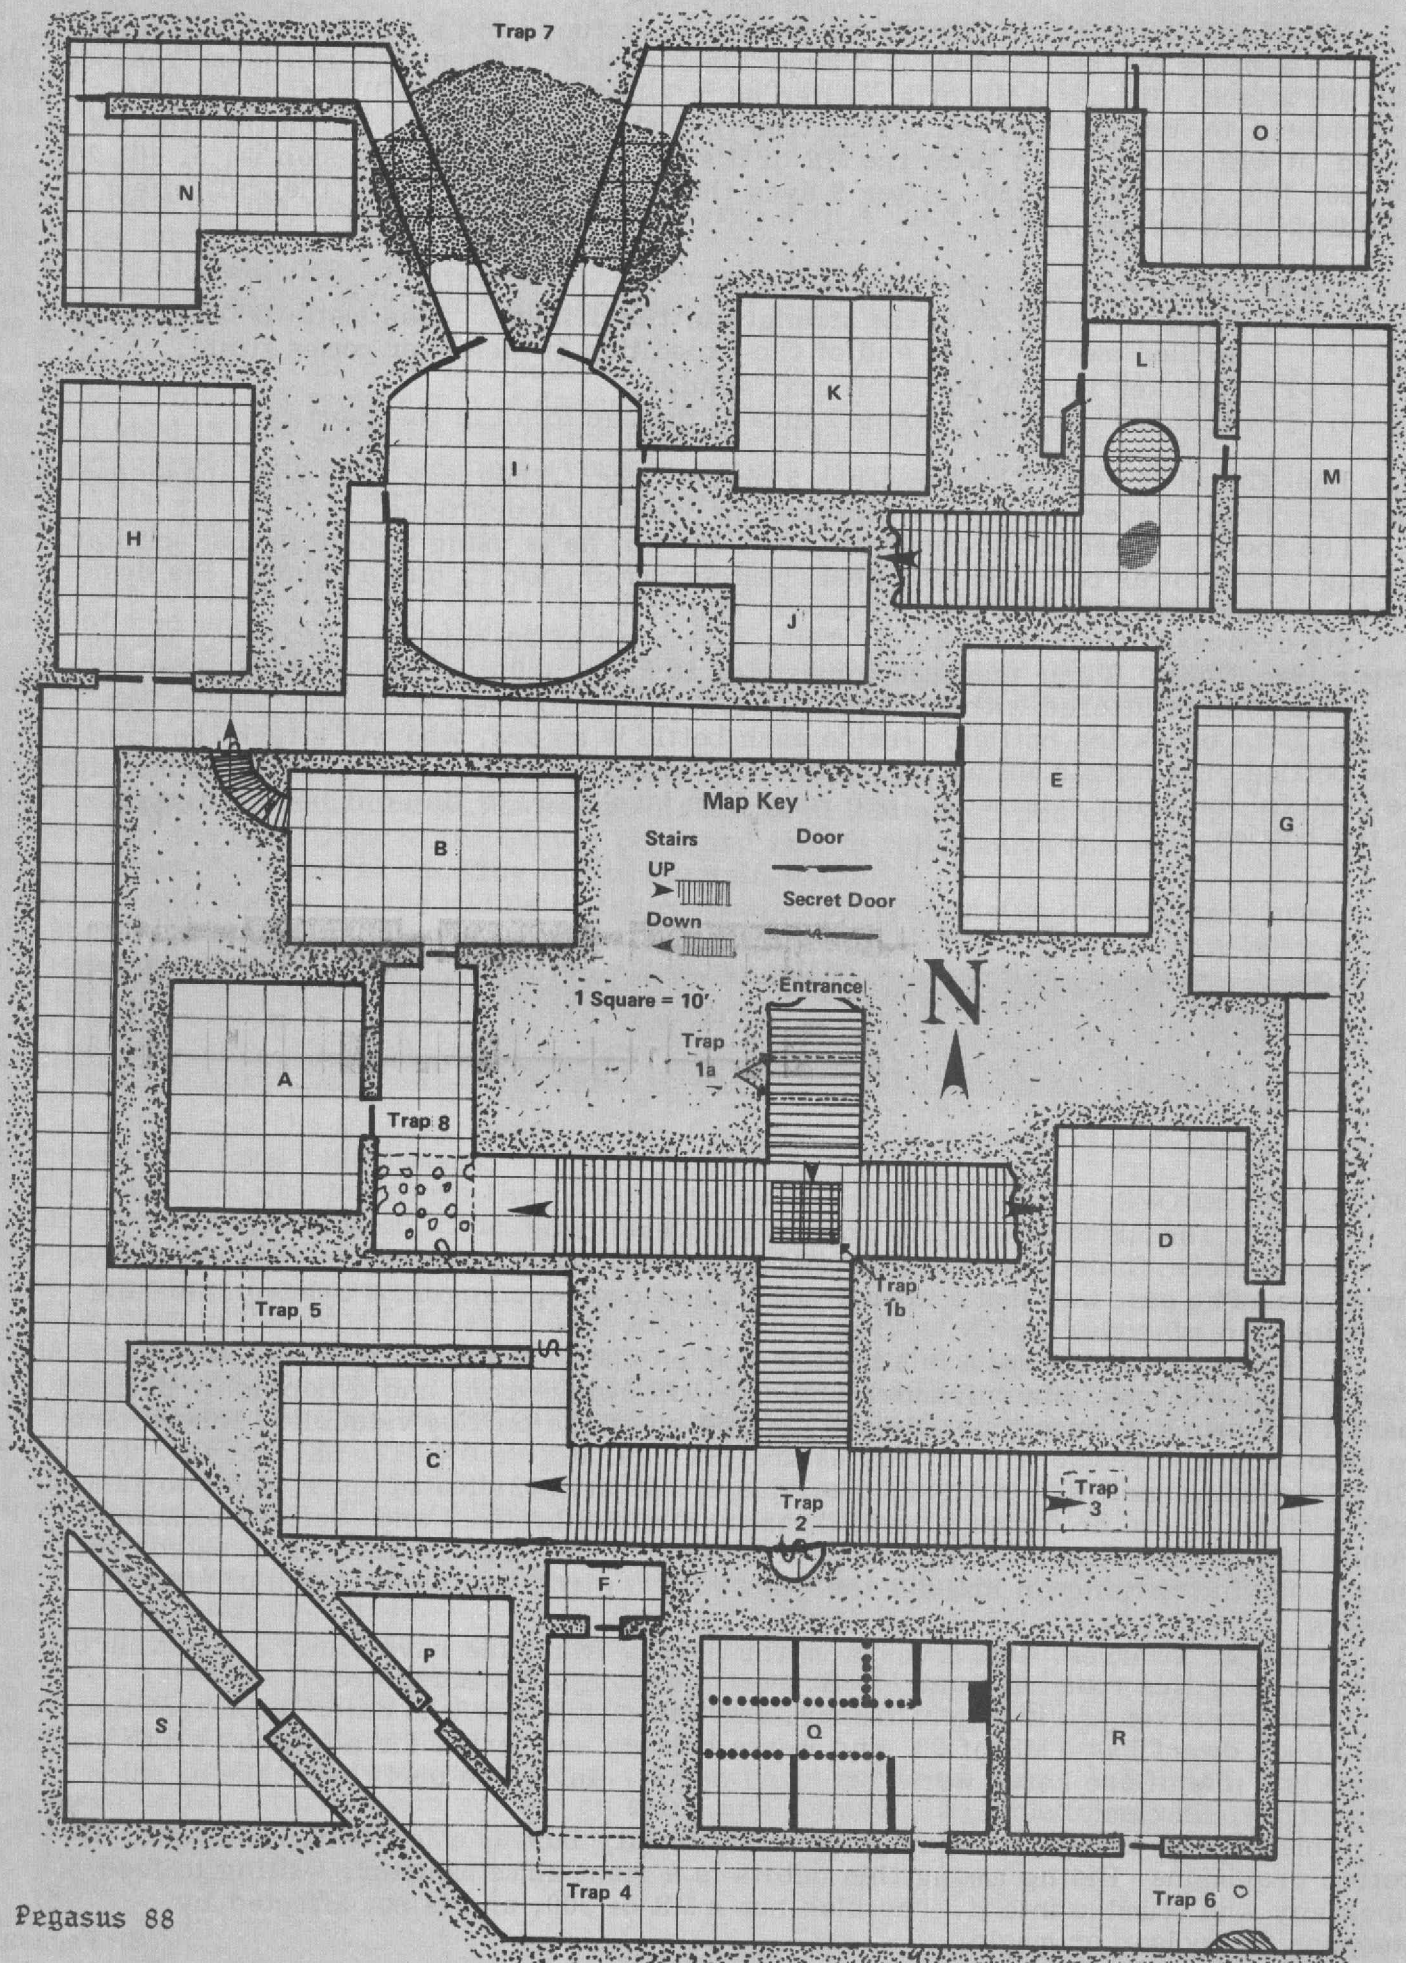 Trap 7
O
N
L
K
I
M
H
J
E
G
B
Map Key
Stairs
Door
UP
Secret Door
Down
Entrance
N
1 Square = 10'
Trap
1a
A
Trap 8
D
Trap
1b
Trap 5
S
C
Trap
2
Trap
3
F
P
S
Q
R
Trap 4
Trap 6
Pegasus 88